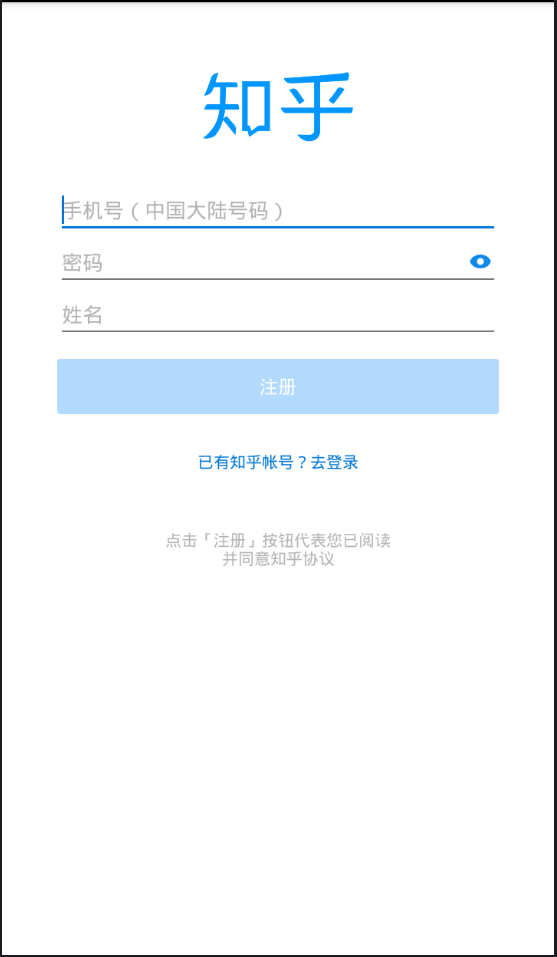 知乎
手机号（中国大陆号码）
密码
姓名
注册
已有知乎帐号？去登录
点击「注册」按钮代表您已阅读
并同意知乎协议